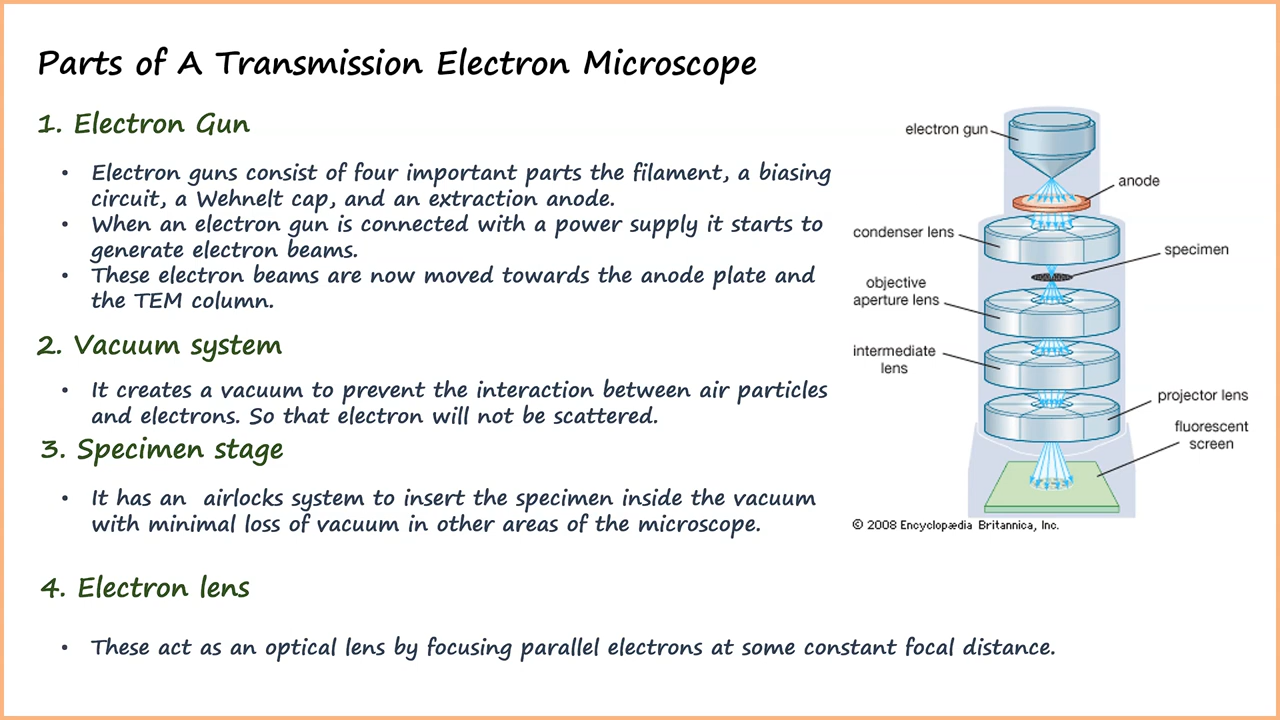 Parts of A Transmission Electron Microscope
1. Electron Gun
• Electron guns consist of four important parts the filament, a biasing
circuit, a Wehnelt cap, and an extraction anode.
• When an electron gun is connected with a power supply it starts to
generate electron beams.
• These electron beams are now moved towards the anode plate and
the TEM column.
2. Vacuum system
• It creates a vacuum to prevent the interaction between air particles
and electrons. So that electron will not be scattered.
3. Specimen stage
• It has an airlocks system to insert the specimen inside the vacuum
with minimal loss of vacuum in other areas of the microscope.
4. Electron lens
• These act as an optical lens by focusing parallel electrons at some constant focal distance.
electron gun
anode
condenser lens
specimen
objective
aperture lens
intermediate
lens
projector lens
fluorescent
screen
© 2008 Encyclopædia Britannica, Inc.